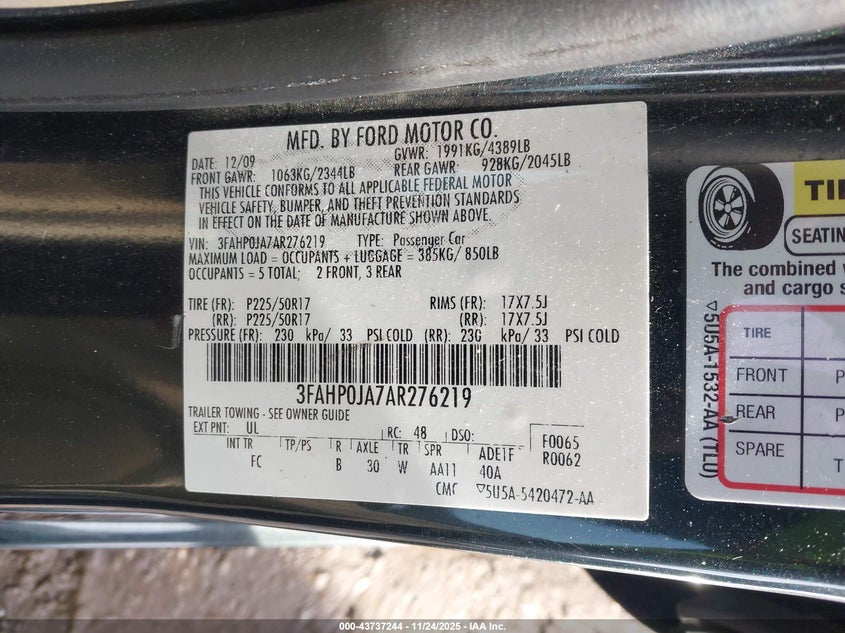 MFD. BY FORD MOTOR CO.
DATE: 12/09 GVWR: 1991KG/4389LB
FRONT GAWR: 1063KG/2344LB REAR GAWR: 928KG/2045LB
THIS VEHICLE CONFORMS TO ALL APPLICABLE FEDERAL MOTOR
VEHICLE SAFETY, BUMPER, AND THEFT PREVENTION STANDARDS
IN EFFECT ON THE DATE OF MANUFACTURE SHOWN ABOVE.
VIN: 3FAHP0JA7AR276219 TYPE: Passenger Car
MAXIMUM LOAD = OCCUPANTS + LUGGAGE = 385KG/ 850LB
OCCUPANTS = 5 TOTAL; 2 FRONT, 3 REAR
TIRE (FR): P225/50R17 RIMS (FR): 17X7.5J
(RR): P225/50R17 (RR): 17X7.5J
PRESSURE (FR): 230 kPa/ 33 PSI COLD (RR): 230 kPa/ 33 PSI COLD
3FAHP0JA7AR276219
TRAILER TOWING - SEE OWNER GUIDE
EXT PNT: UL RC: 48 DSO: F0065
INT TR TP/PS R AXLE TR SPR ADE1F R0062
FC B 30 W AA11 40A
CMC ▽5U5A-5420472-AA
TI
SEATIN
The combined
and cargo s
▽5U5A-1532-AA (TLU)
TIRE
FRONT P
REAR P
SPARE T
000-43737244 - 11/24/2025 - IAA Inc.